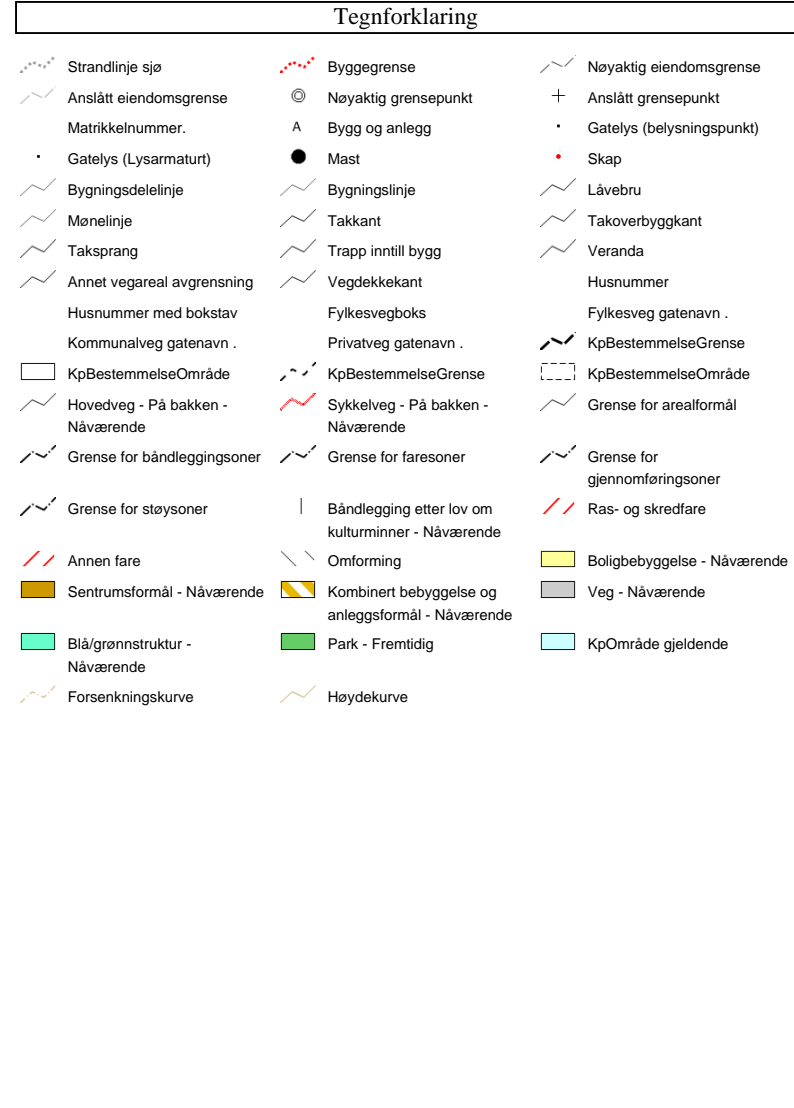 Tegnforklaring
Strandlinje sjø
Byggegrense
Nøyaktig eiendomsgrense
Anslått eiendomsgrense
Nøyaktig grensepunkt
Anslått grensepunkt
Matrikkelnummer.
A Bygg og anlegg
Gatelys (belysningspunkt)
Gatelys (Lysarmaturt)
Mast
Skap
Bygningsdelelinje
Bygningslinje
Låvebru
Mønelinje
Takkant
Takoverbyggkant
Taksprang
Trapp inntill bygg
Veranda
Annet vegareal avgrensning
Vegdekkekant
Husnummer
Husnummer med bokstav
Fylkesvegboks
Fylkesveg gatenavn .
Kommunalveg gatenavn .
Privatveg gatenavn .
KpBestemmelseGrense
KpBestemmelseOmråde
KpBestemmelseGrense
KpBestemmelseOmråde
Hovedveg - På bakken -
Nåværende
Sykkelveg - På bakken -
Nåværende
Grense for arealformål
Grense for båndleggingsoner
Grense for faresoner
Grense for
gjennomføringsoner
Grense for støysoner
Båndlegging etter lov om
kulturminner - Nåværende
Ras- og skredfare
Annen fare
Omforming
Boligbebyggelse - Nåværende
Sentrumsformål - Nåværende
Kombinert bebyggelse og
anleggsformål - Nåværende
Veg - Nåværende
Blå/grønnstruktur -
Nåværende
Park - Fremtidig
KpOmråde gjeldende
Forsenkningskurve
Høydekurve